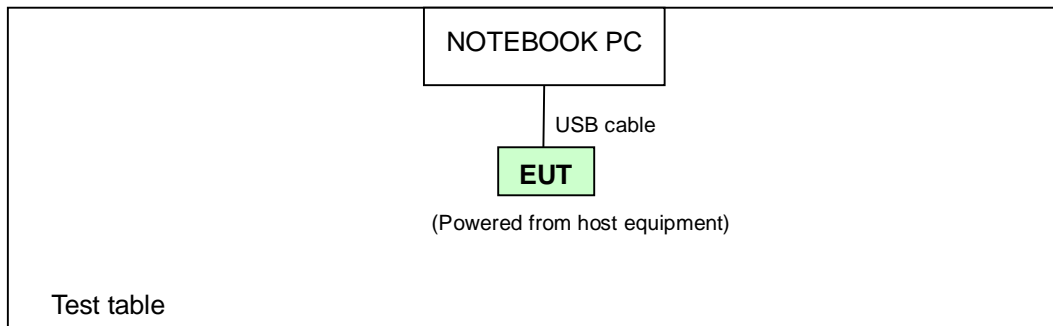 NOTEBOOK PC
USB cable
EUT
(Powered from host equipment)
Test table